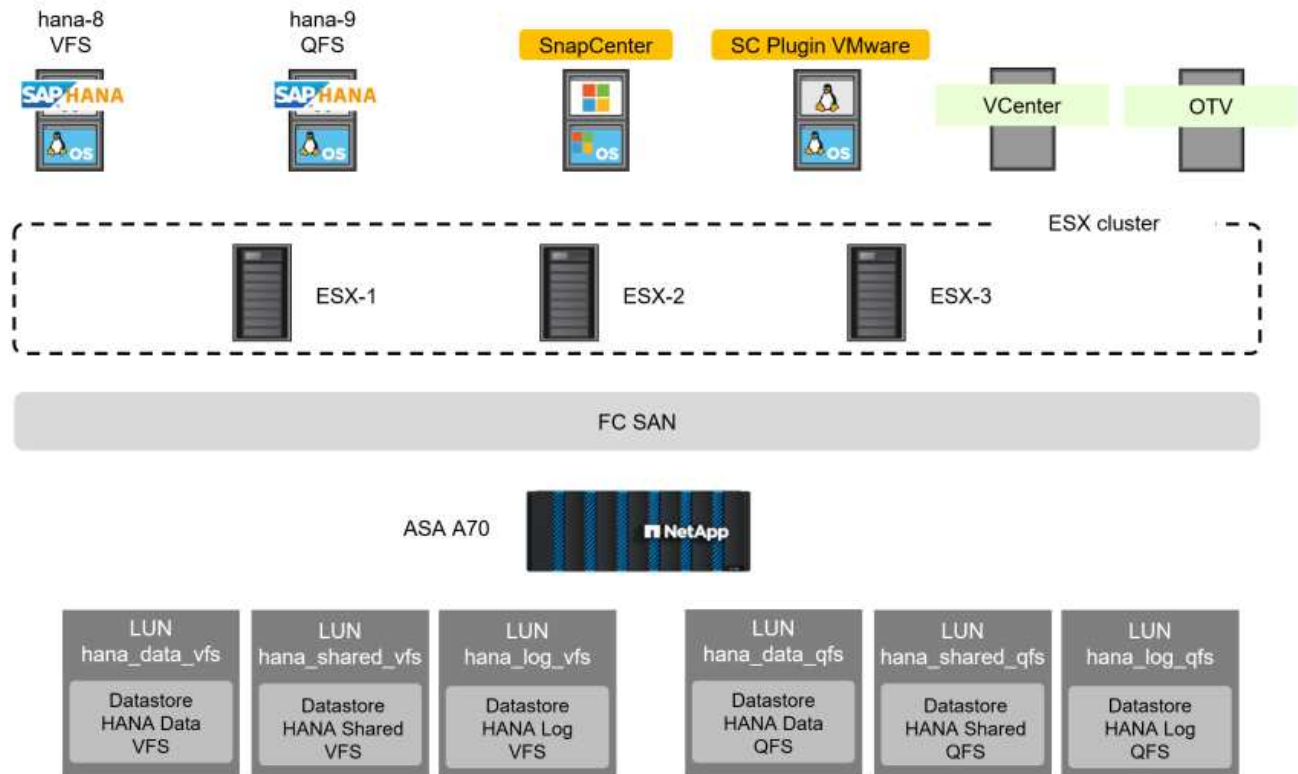 hana-8
VFS
hana-9
QFS
SnapCenter
SC Plugin VMware
SAP HANA
OS
SAP HANA
OS
OS
OS
VCenter
OTV
ESX cluster
ESX-1
ESX-2
ESX-3
FC SAN
ASA A70
NetApp
LUN
hana_data_vfs
Datastore
HANA Data
VFS
LUN
hana_shared_vfs
Datastore
HANA Shared
VFS
LUN
hana_log_vfs
Datastore
HANA Log
VFS
LUN
hana_data_qfs
Datastore
HANA Data
QFS
LUN
hana_shared_qfs
Datastore
HANA Shared
QFS
LUN
hana_log_qfs
Datastore
HANA Log
QFS